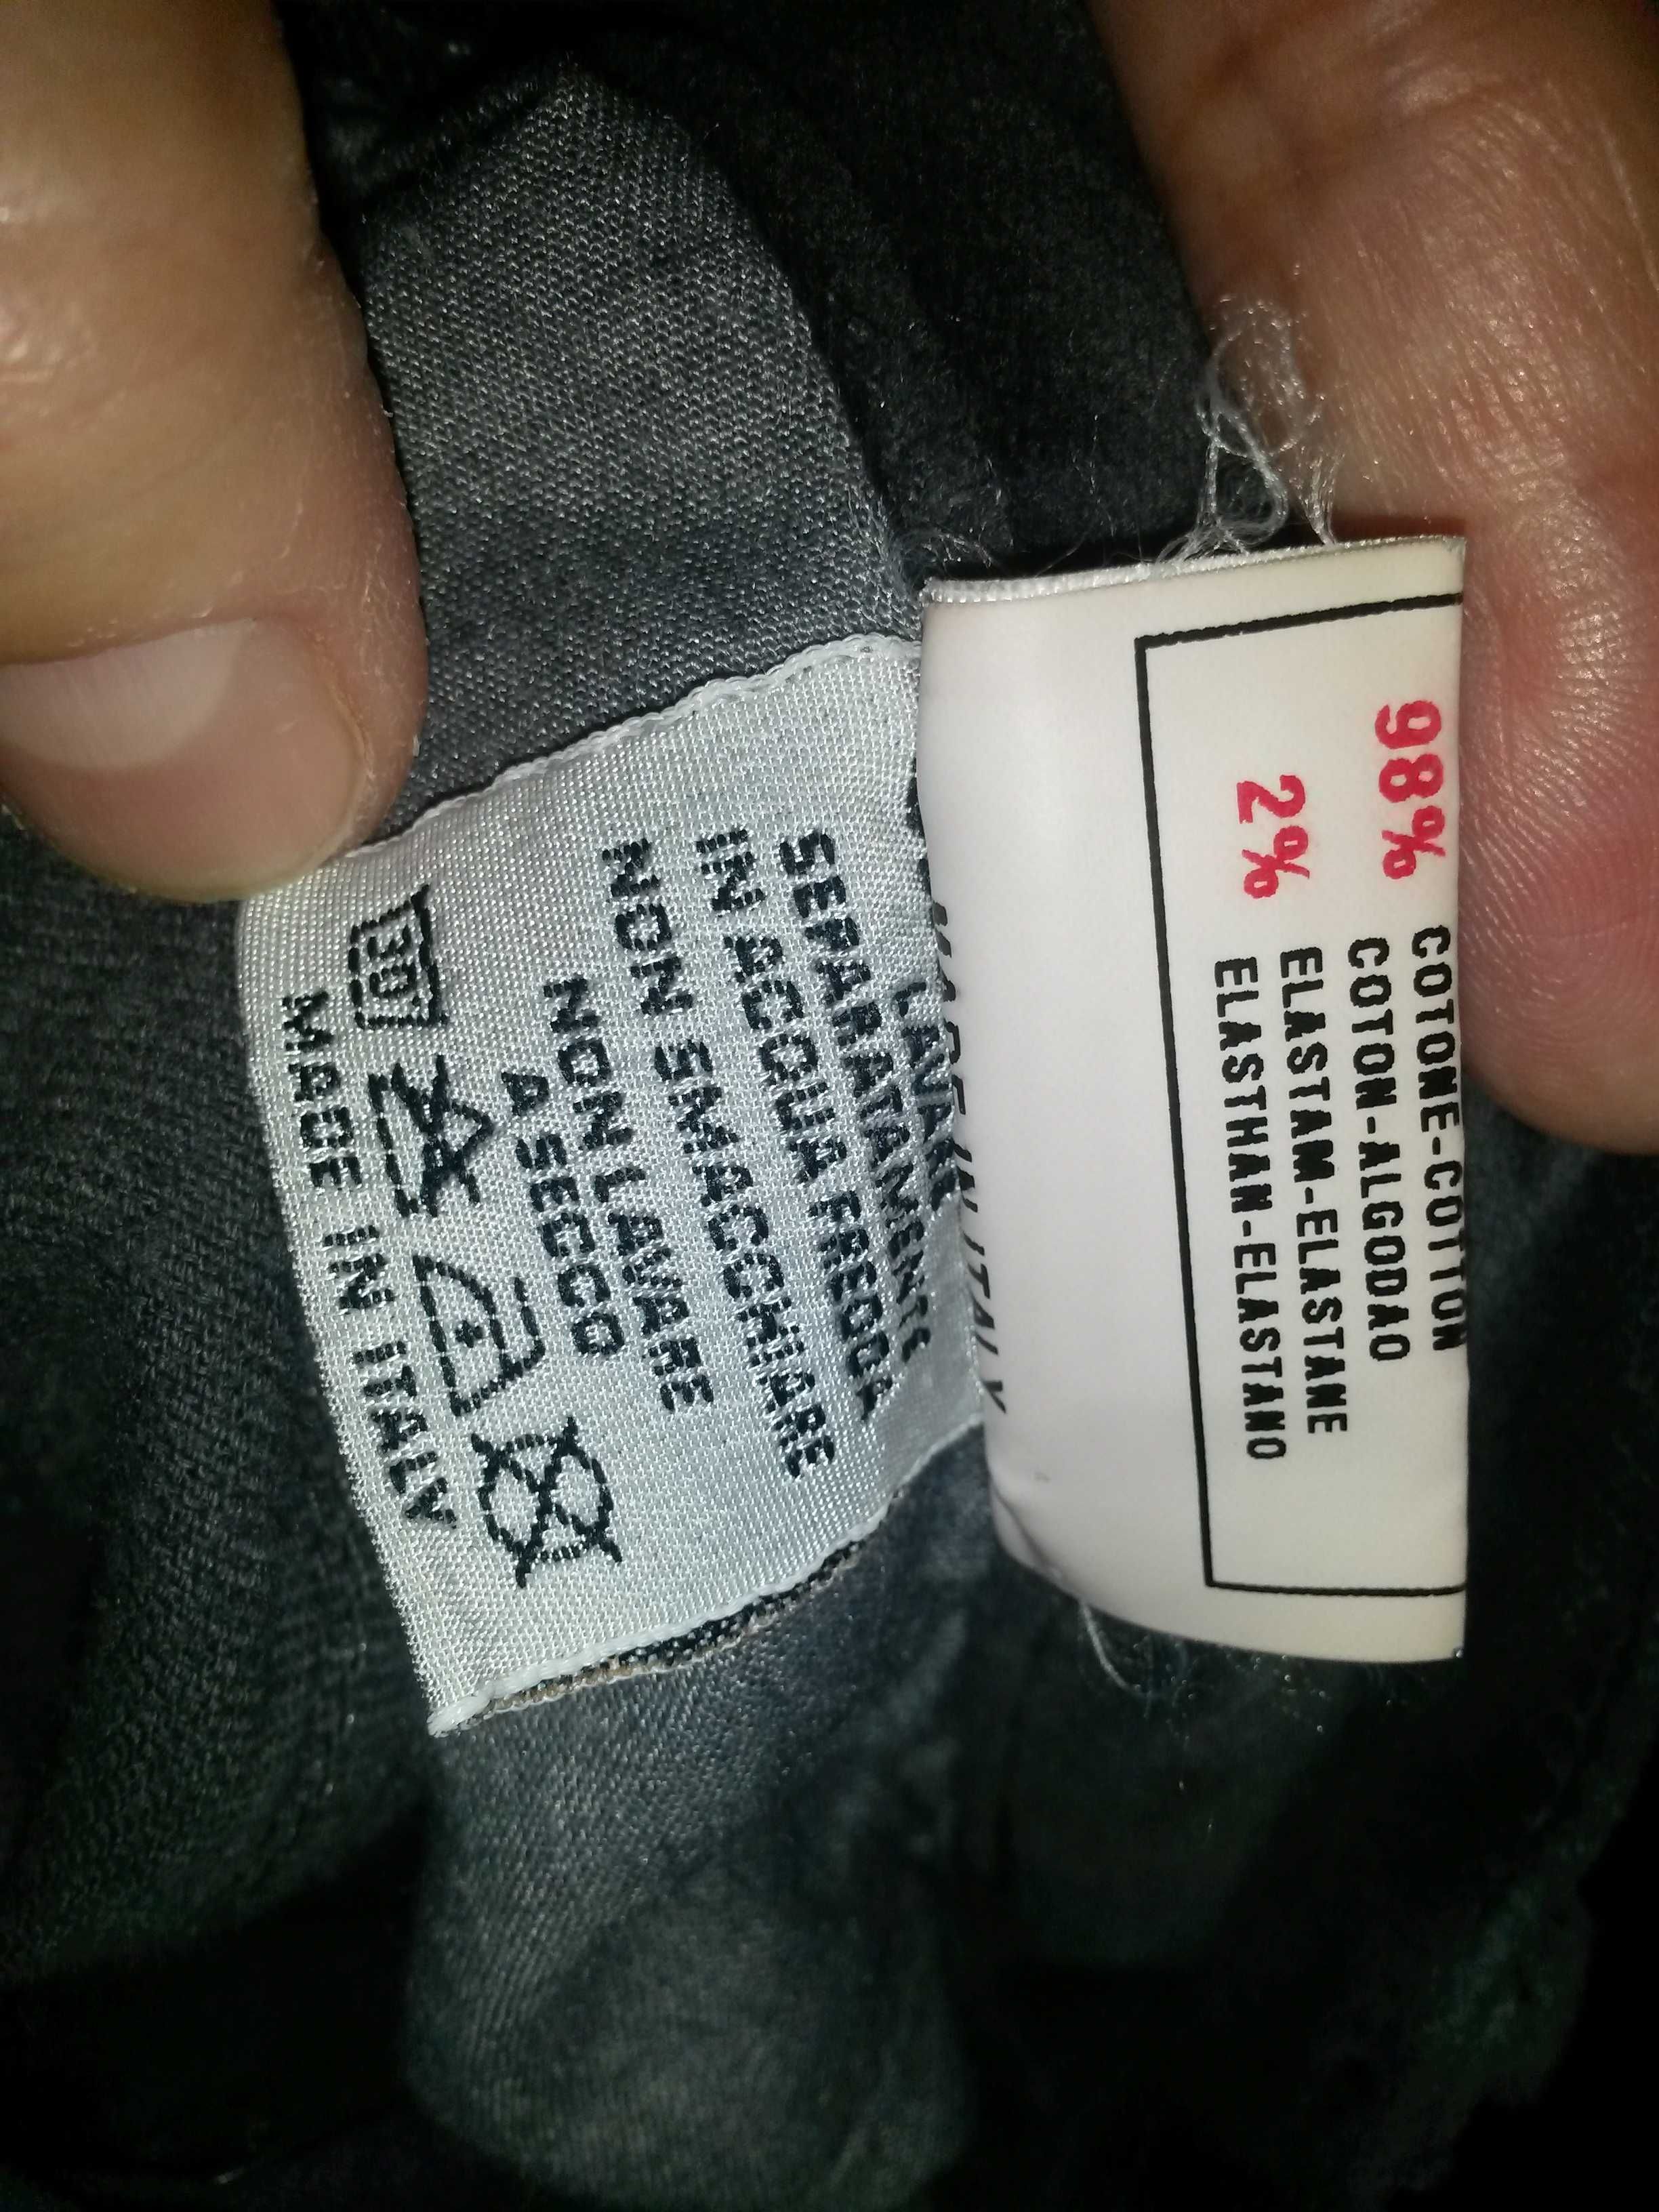 98% COTONE-COTTON
COTON-ALGODAO
2% ELASTAM-ELASTANE
ELASTHAN-ELASTANO
MADE IN ITALY
LAVARE
SEPARATAMENTE
IN ACQUA FREDDA
NON SMACCHIARE
NON LAVARE
A SECCO
30
MADE IN ITALY